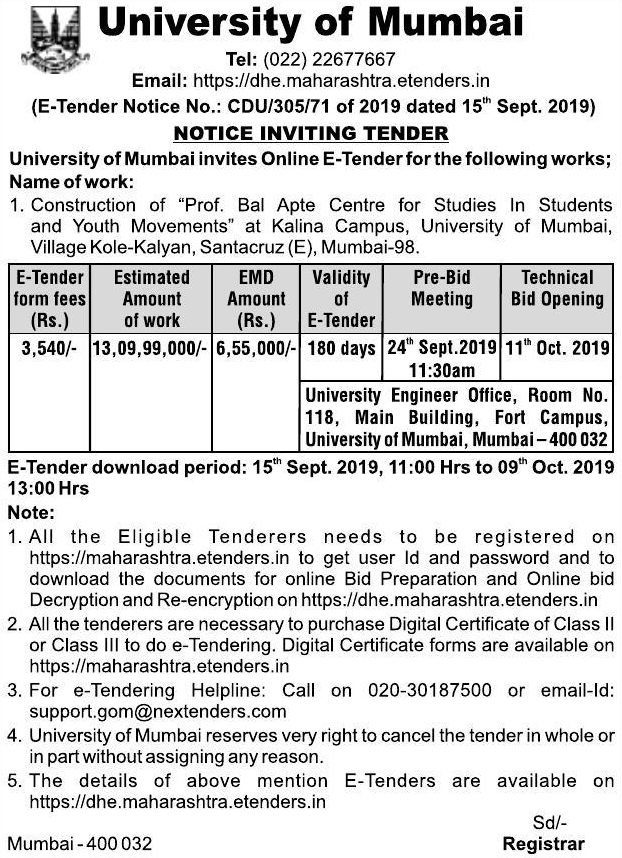 University of Mumbai
Tel: (022) 22677667
Email: https://dhe.maharashtra.etenders.in
(E-Tender Notice No.: CDU/305/71 of 2019 dated 15th Sept. 2019)
NOTICE INVITING TENDER
University of Mumbai invites Online E-Tender for the following works;
Name of work:
1. Construction of “Prof. Bal Apte Centre for Studies In Students
and Youth Movements” at Kalina Campus, University of Mumbai,
Village Kole-Kalyan, Santacruz (E), Mumbai-98.
E-Tender form fees (Rs.) Estimated Amount of work EMD Amount (Rs.) Validity of E-Tender Pre-Bid Meeting Technical Bid Opening
3,540/- 13,09,99,000/- 6,55,000/- 180 days 24th Sept.2019 11:30am 11th Oct. 2019
University Engineer Office, Room No.
118, Main Building, Fort Campus,
University of Mumbai, Mumbai – 400 032
E-Tender download period: 15th Sept. 2019, 11:00 Hrs to 09th Oct. 2019
13:00 Hrs
Note:
1. All the Eligible Tenderers needs to be registered on
https://maharashtra.etenders.in to get user Id and password and to
download the documents for online Bid Preparation and Online bid
Decryption and Re-encryption on https://dhe.maharashtra.etenders.in
2. All the tenderers are necessary to purchase Digital Certificate of Class II
or Class III to do e-Tendering. Digital Certificate forms are available on
https://maharashtra.etenders.in
3. For e-Tendering Helpline: Call on 020-30187500 or email-Id:
support.gom@nextenders.com
4. University of Mumbai reserves very right to cancel the tender in whole or
in part without assigning any reason.
5. The details of above mention E-Tenders are available on
https://dhe.maharashtra.etenders.in
Sd/-
Mumbai - 400 032 Registrar